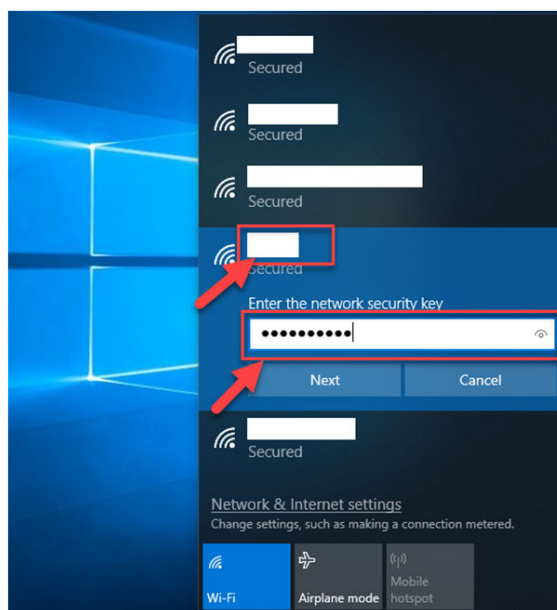 Secured
Secured
Secured
Secured
Enter the network security key
••••••••••
Next
Cancel
Secured
Network & Internet settings
Change settings, such as making a connection metered.
Wi-Fi
Airplane mode
Mobile
hotspot